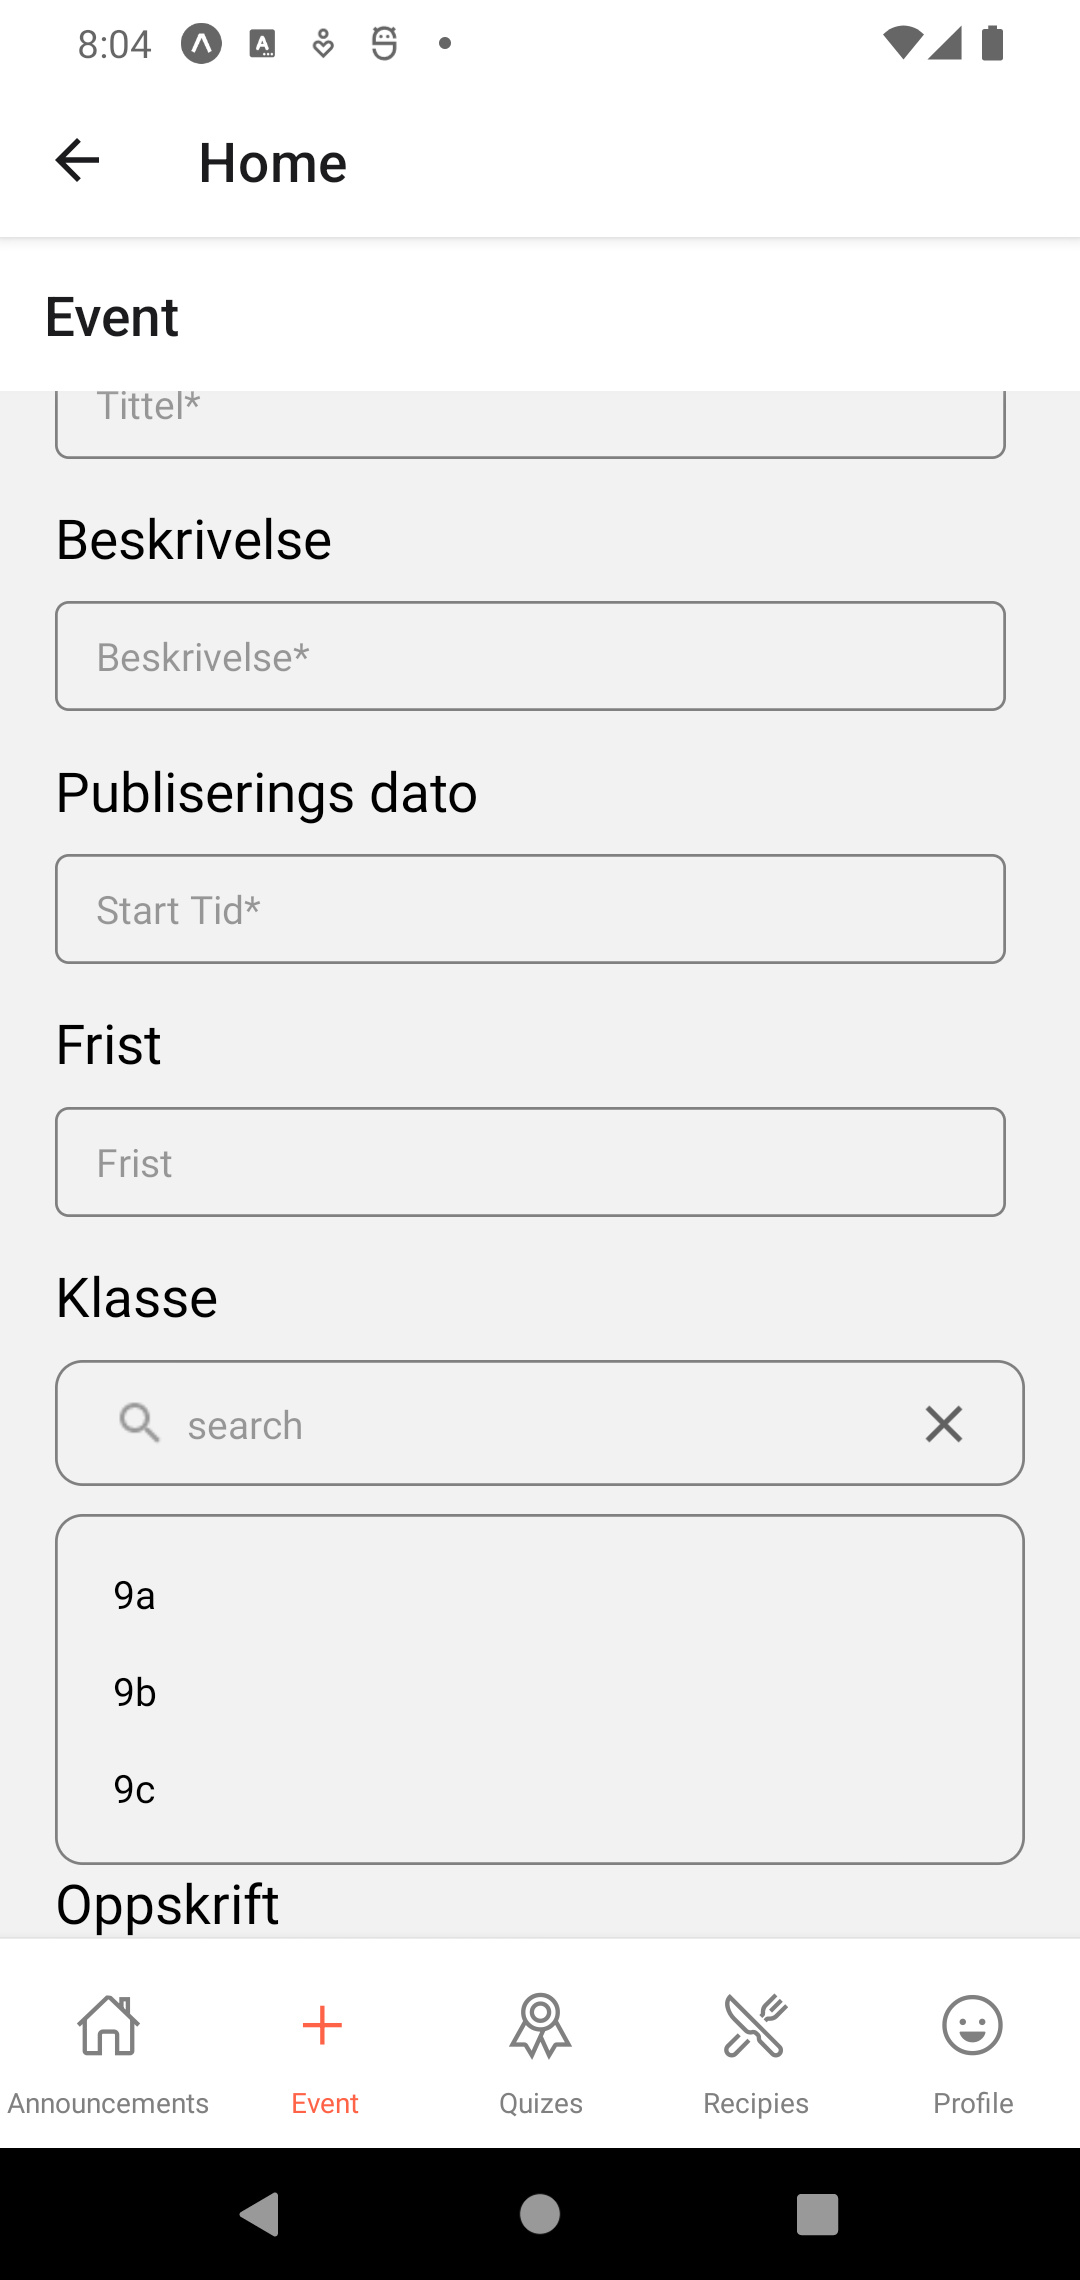 8:04
Home
Event
Tittel*
Beskrivelse
Beskrivelse*
Publiserings dato
Start Tid*
Frist
Frist
Klasse
search
9a
9b
9c
Oppskrift
Announcements Event Quizes Recipies Profile